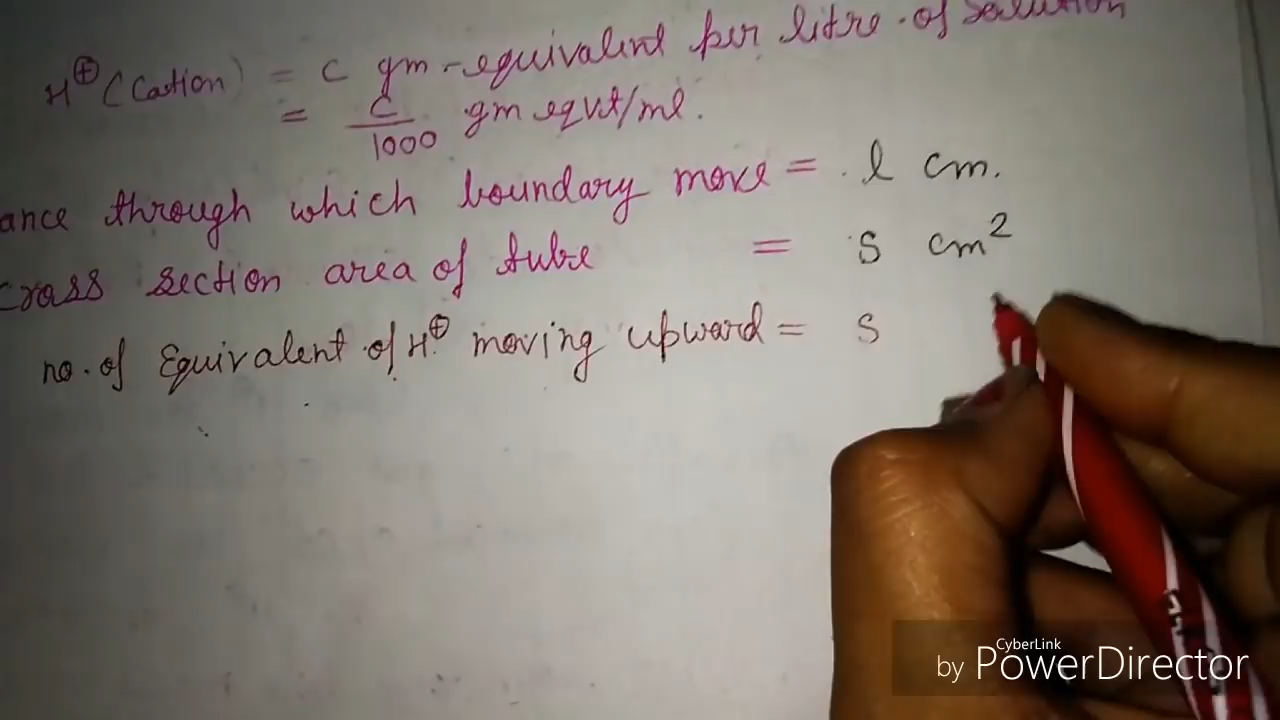 H⊕ (Cation) = C gm-equivalent per litre of solution
= C/1000 gm eqvt/ml.
ance through which boundary move = l cm.
Cross section area of tube = S cm²
no. of Equivalent of H⊕ moving upward = S
CyberLink
by PowerDirector